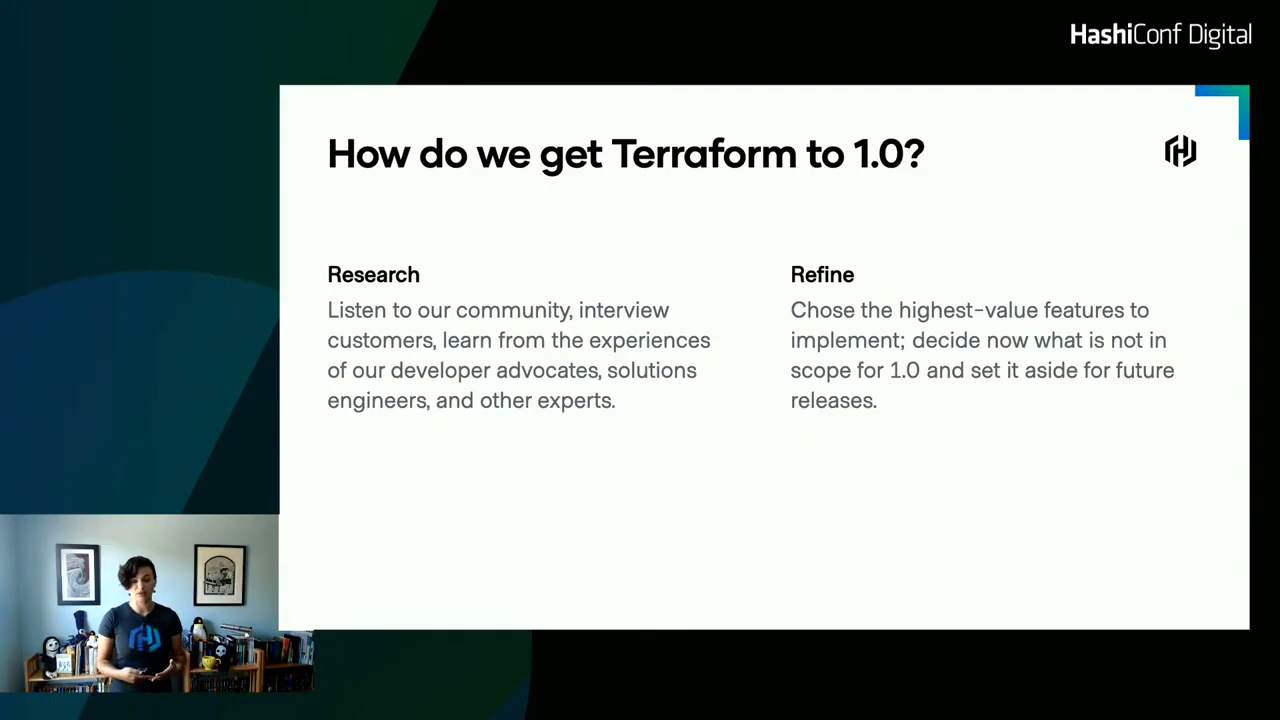 HashiConf Digital
How do we get Terraform to 1.0?
Research
Listen to our community, interview
customers, learn from the experiences
of our developer advocates, solutions
engineers, and other experts.
Refine
Chose the highest-value features to
implement; decide now what is not in
scope for 1.0 and set it aside for future
releases.